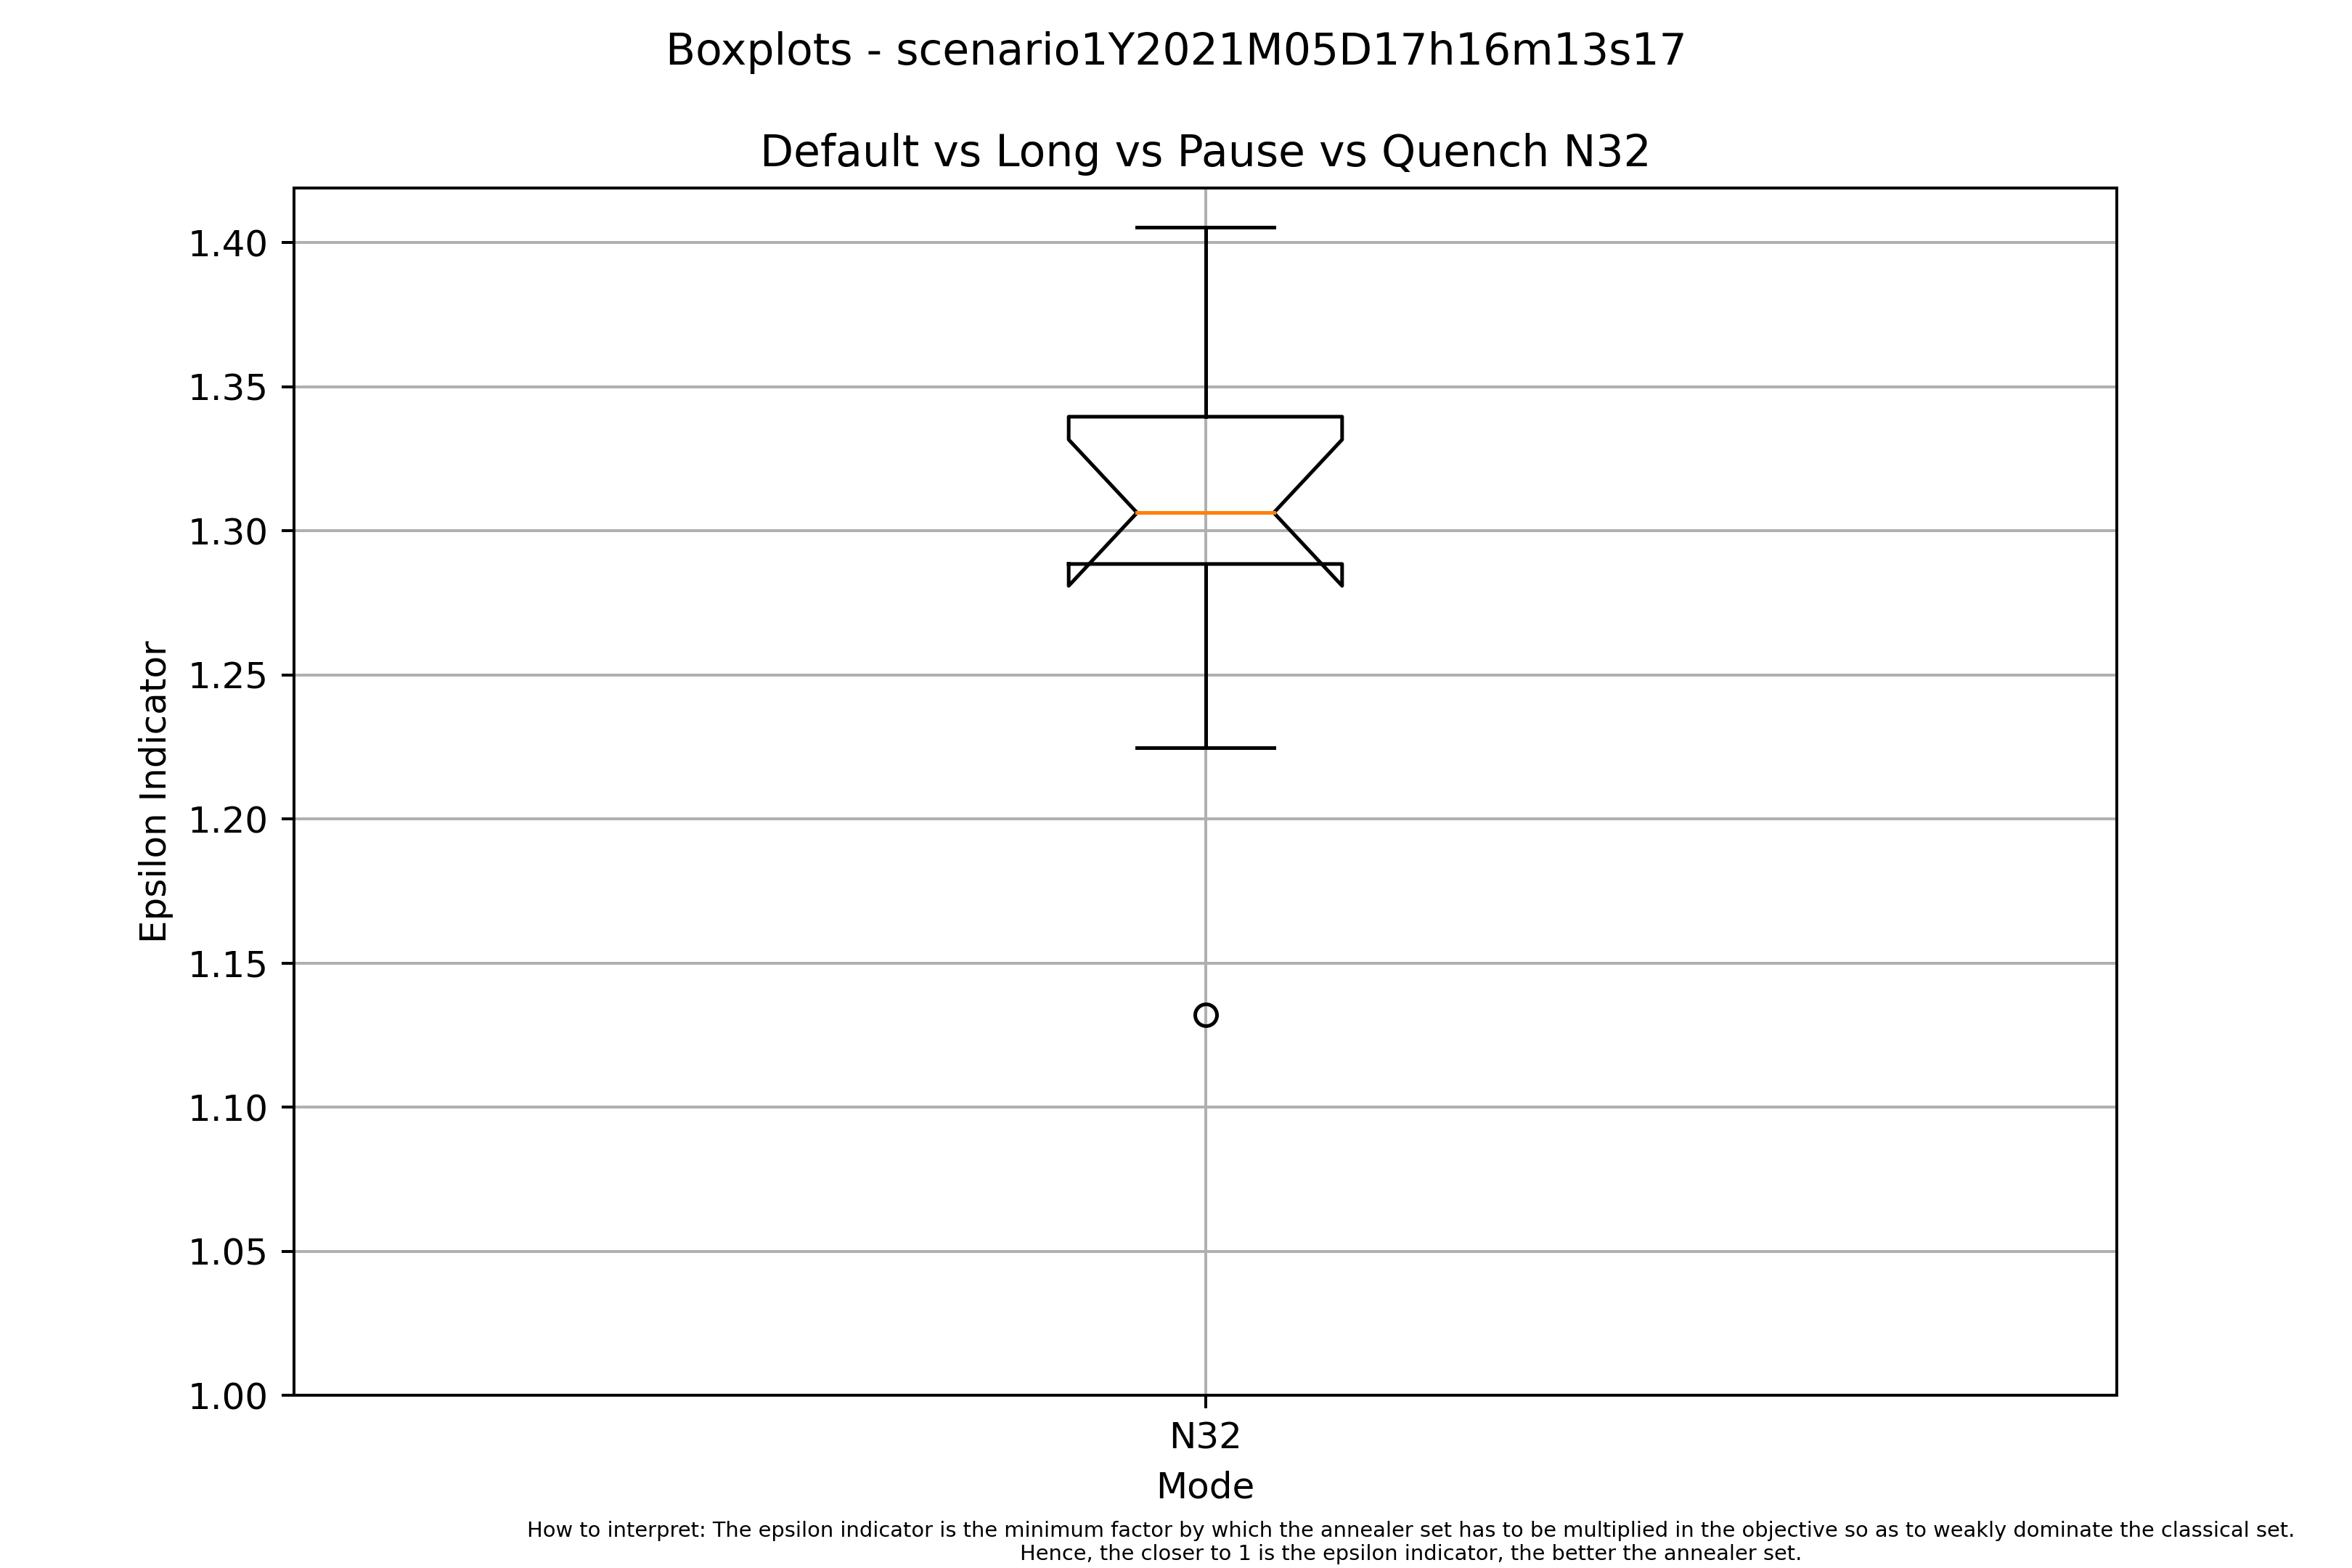 Boxplots - scenario1Y2021M05D17h16m13s17
Default vs Long vs Pause vs Quench N32
1.40
1.35
1.30
1.25
1.20
1.15
1.10
1.05
1.00
Epsilon Indicator
N32
Mode
How to interpret: The epsilon indicator is the minimum factor by which the annealer set has to be multiplied in the objective so as to weakly dominate the classical set.
Hence, the closer to 1 is the epsilon indicator, the better the annealer set.